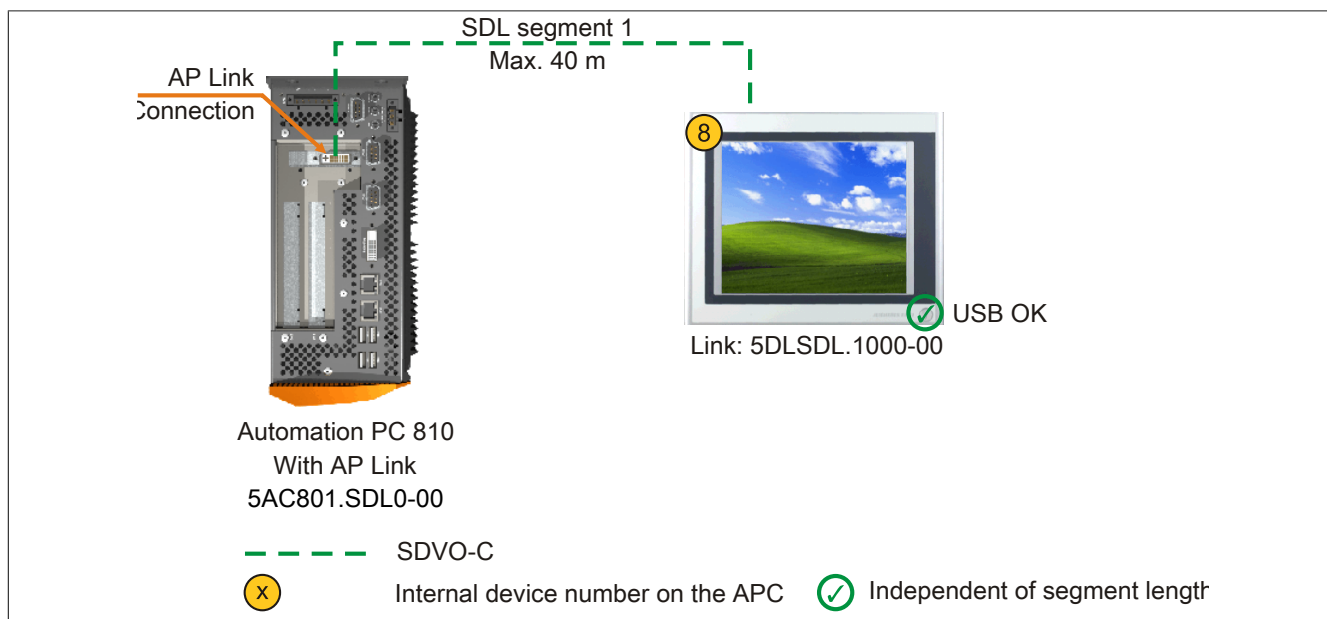 SDL segment 1
Max. 40 m
AP Link
Connection
8
USB OK
Link: 5DLSDL.1000-00
Automation PC 810
With AP Link
5AC801.SDL0-00
SDVO-C
x Internal device number on the APC
Independent of segment length